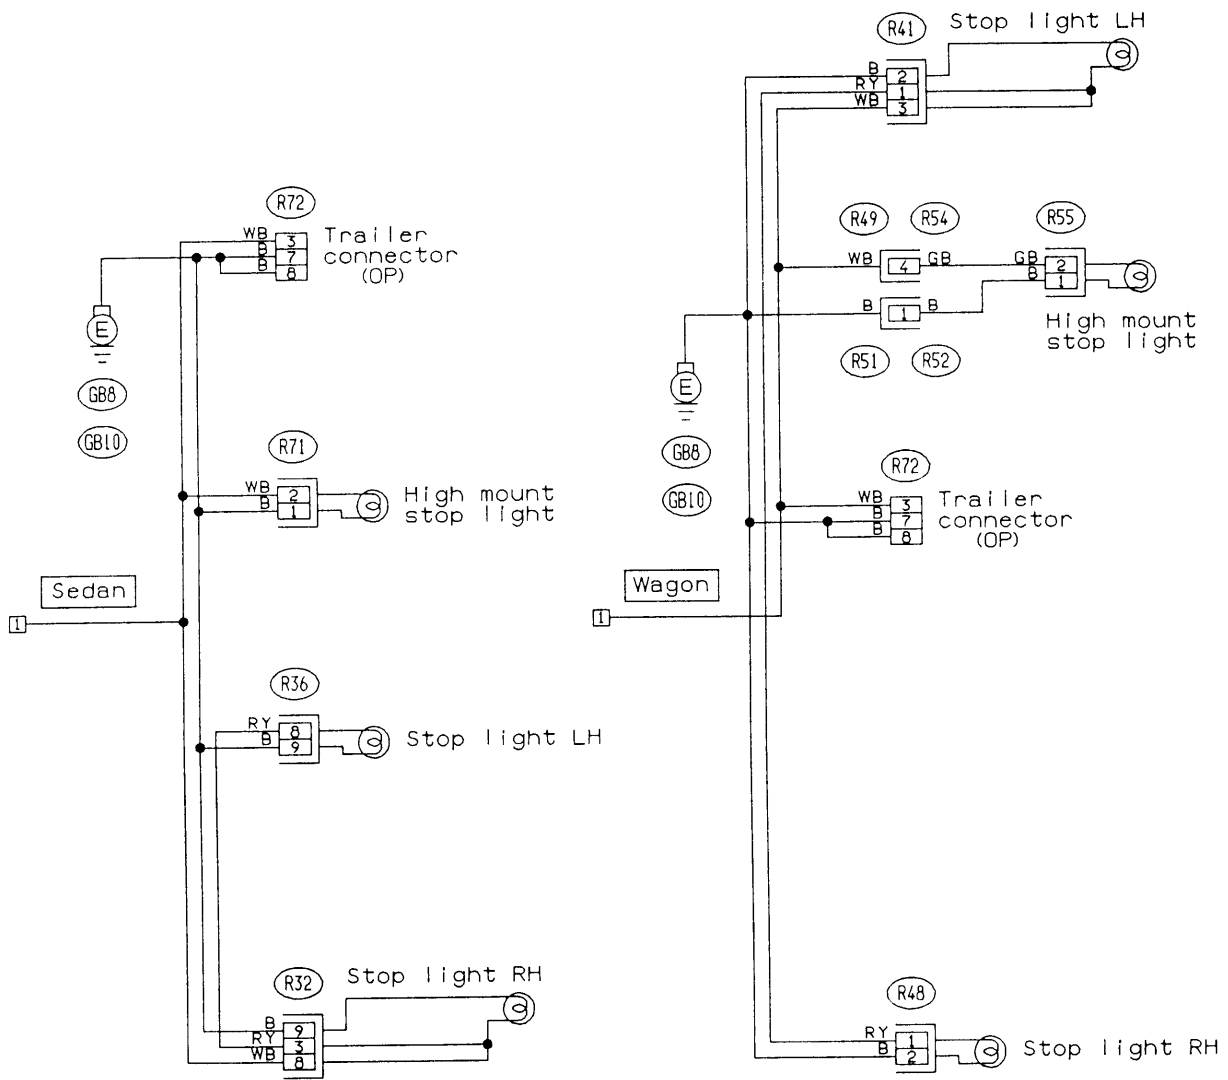 R72
WB 3 Trailer
B 7 connector
B 8 (OP)
E
GB8
GB10
R71
WB 2 High mount
B 1 stop light
Sedan
1
R36
RY 8
B 9 Stop light LH
R32 Stop light RH
B 9
RY 3
WB 8
R41 Stop light LH
B 2
RY 1
WB 3
R49 R54 R55
WB 4 GB GB 2
B 1
B 1 B
High mount
stop light
R51 R52
E
GB8
GB10
R72
WB 3 Trailer
B 7 connector
B 8 (OP)
Wagon
1
R48
RY 1
B 2 Stop light RH